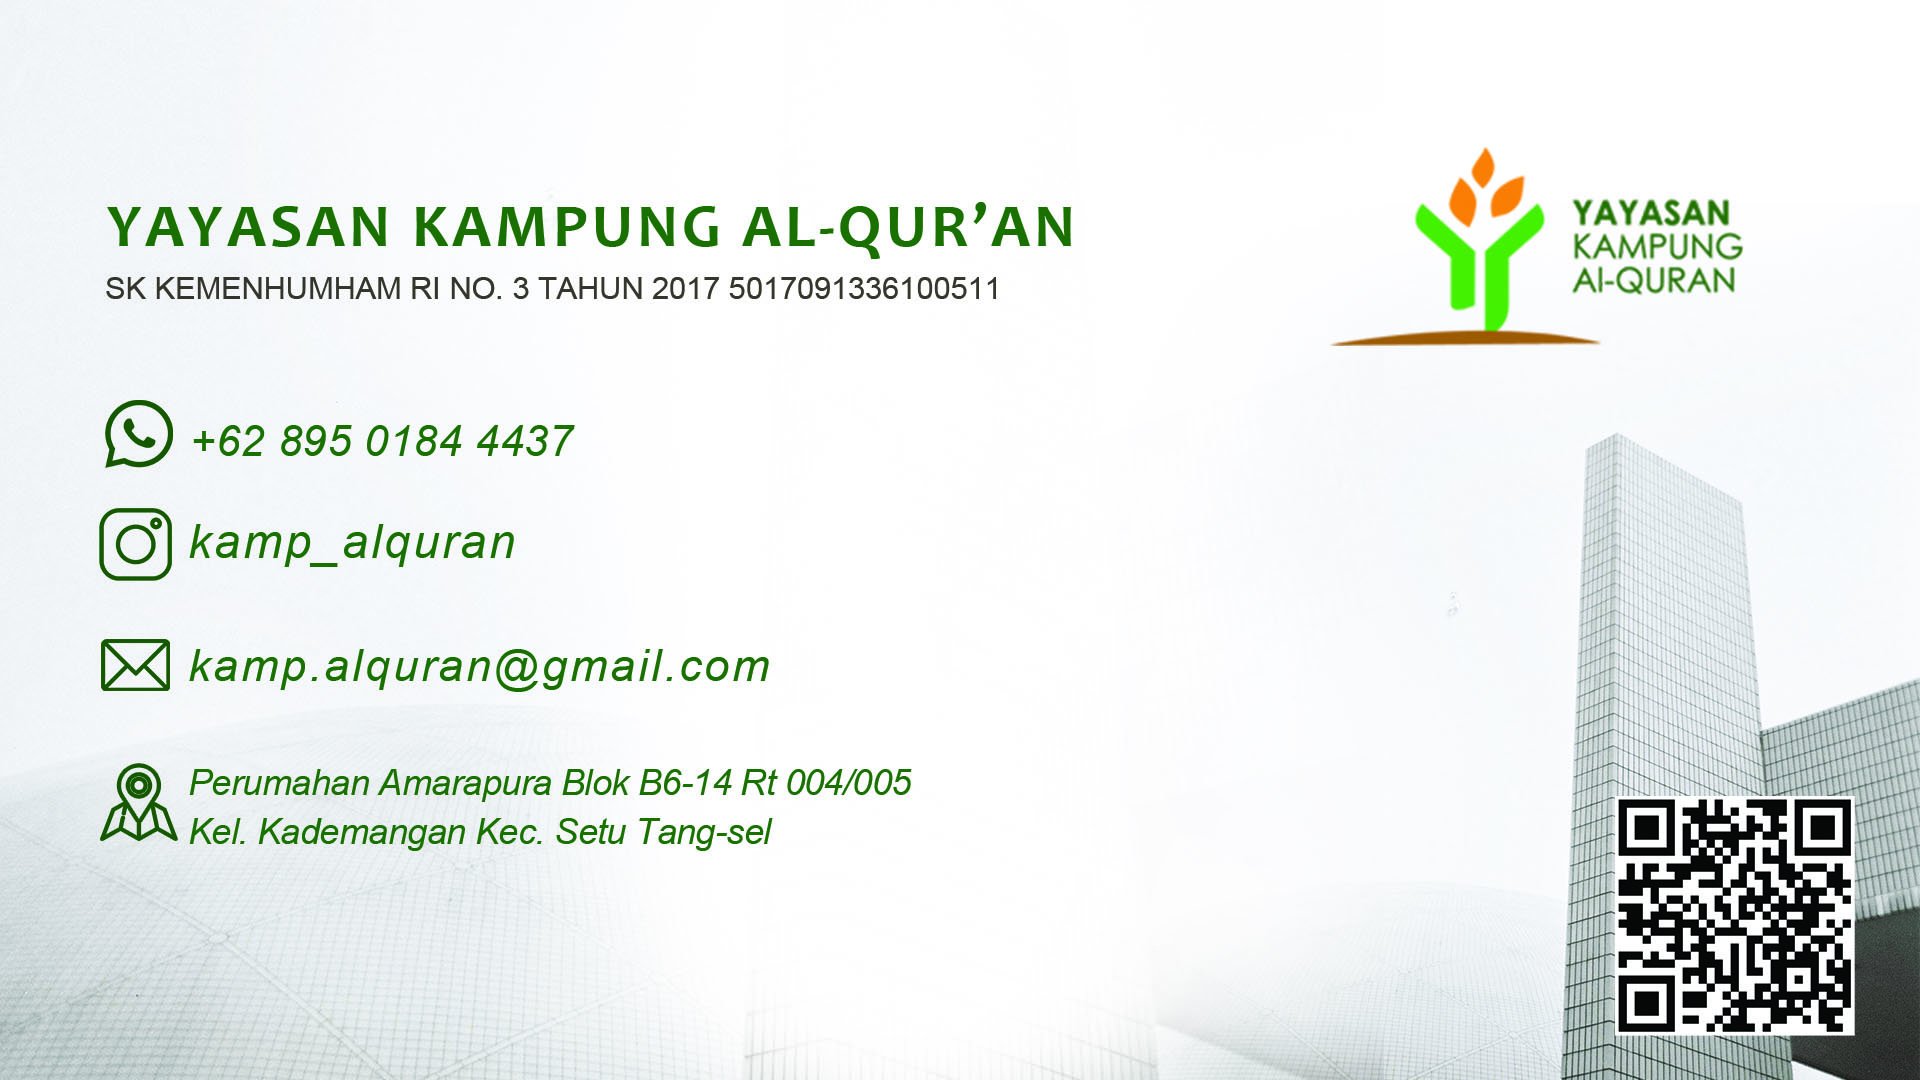 YAYASAN KAMPUNG AL-QUR’AN
SK KEMENHUMHAM RI NO. 3 TAHUN 2017 5017091336100511
YAYASAN
KAMPUNG
Al-QURAN
+62 895 0184 4437
kamp_alquran
kamp.alquran@gmail.com
Perumahan Amarapura Blok B6-14 Rt 004/005
Kel. Kademangan Kec. Setu Tang-sel